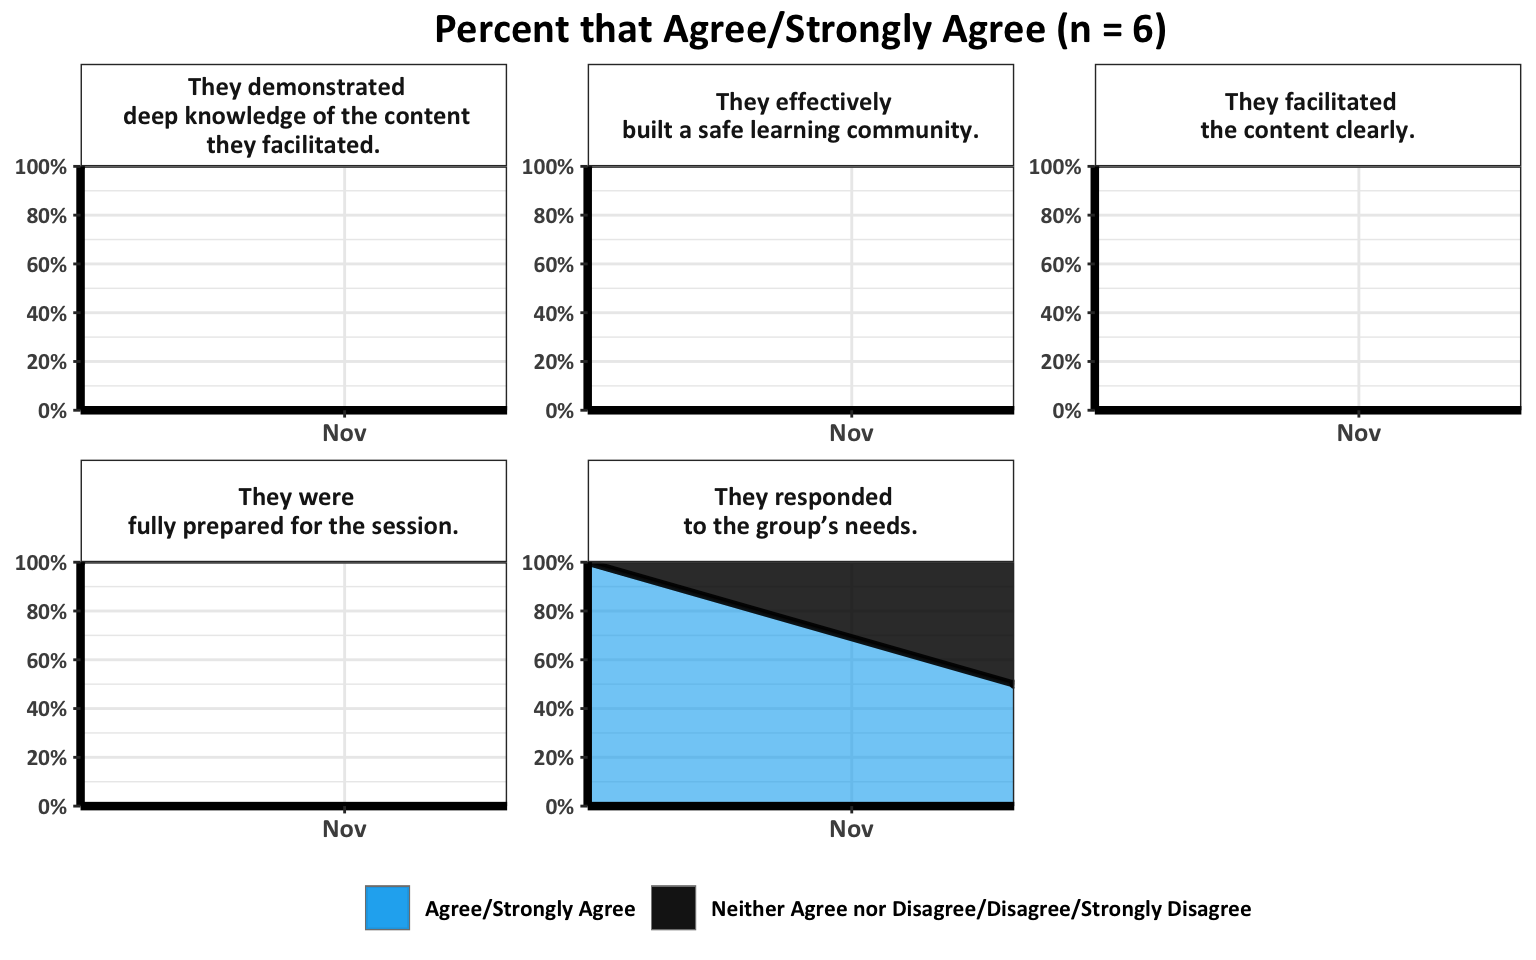 Percent that Agree/Strongly Agree (n = 6)
They demonstrated
deep knowledge of the content
they facilitated.
100%
80%
60%
40%
20%
0%
Nov
They effectively
built a safe learning community.
100%
80%
60%
40%
20%
0%
Nov
They facilitated
the content clearly.
100%
80%
60%
40%
20%
0%
Nov
They were
fully prepared for the session.
100%
80%
60%
40%
20%
0%
Nov
They responded
to the group’s needs.
100%
80%
60%
40%
20%
0%
Nov
Agree/Strongly Agree
Neither Agree nor Disagree/Disagree/Strongly Disagree